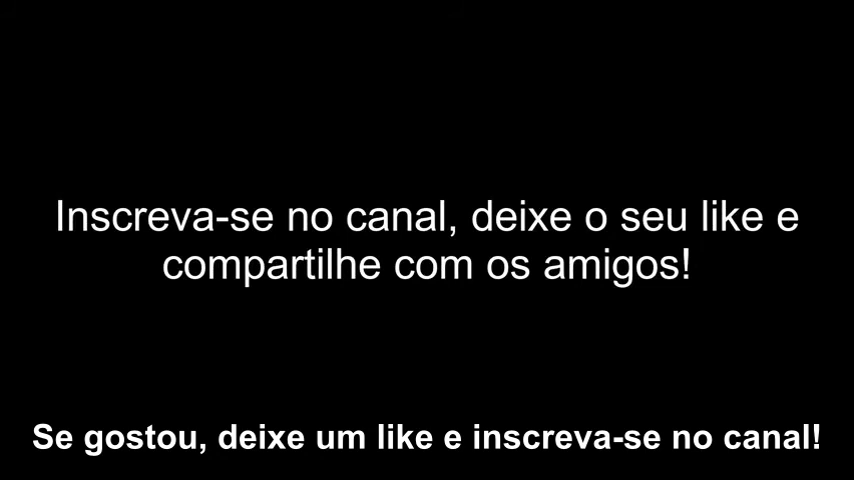 Inscreva-se no canal, deixe o seu like e
compartilhe com os amigos!
Se gostou, deixe um like e inscreva-se no canal!